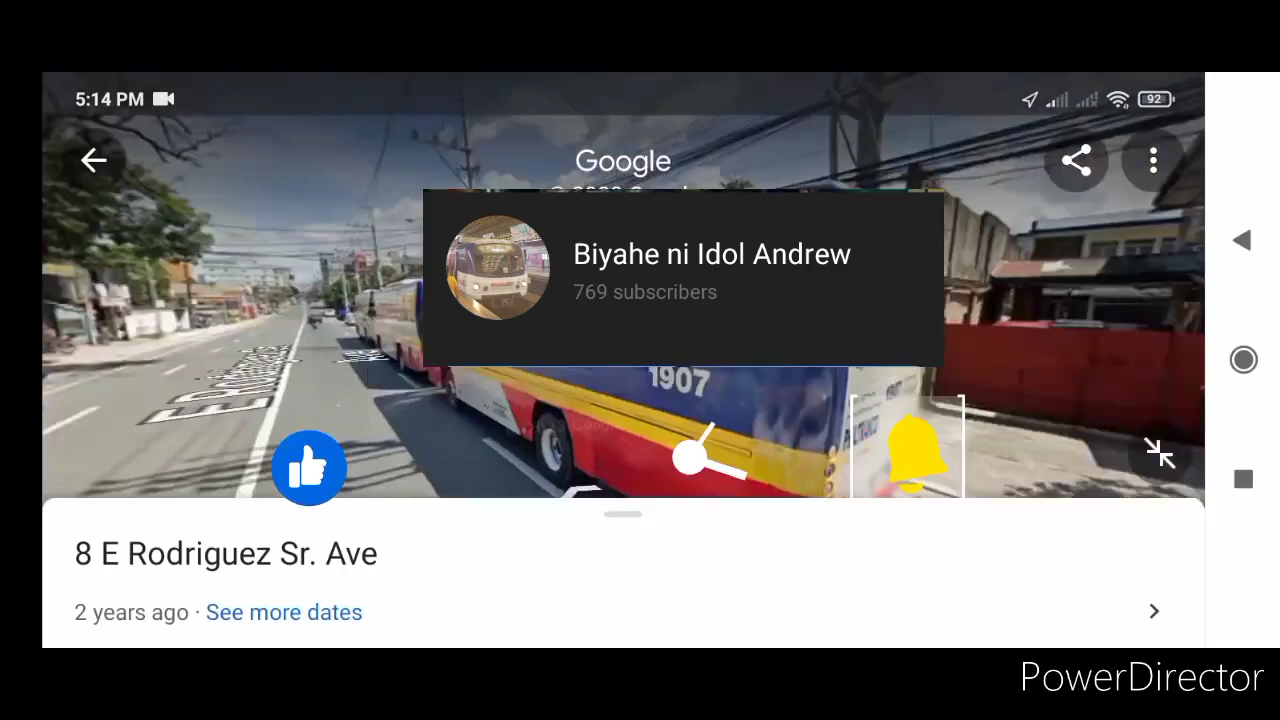 5:14 PM
92
Google
Biyahe ni Idol Andrew
769 subscribers
1907
8 E Rodriguez Sr. Ave
2 years ago · See more dates
PowerDirector